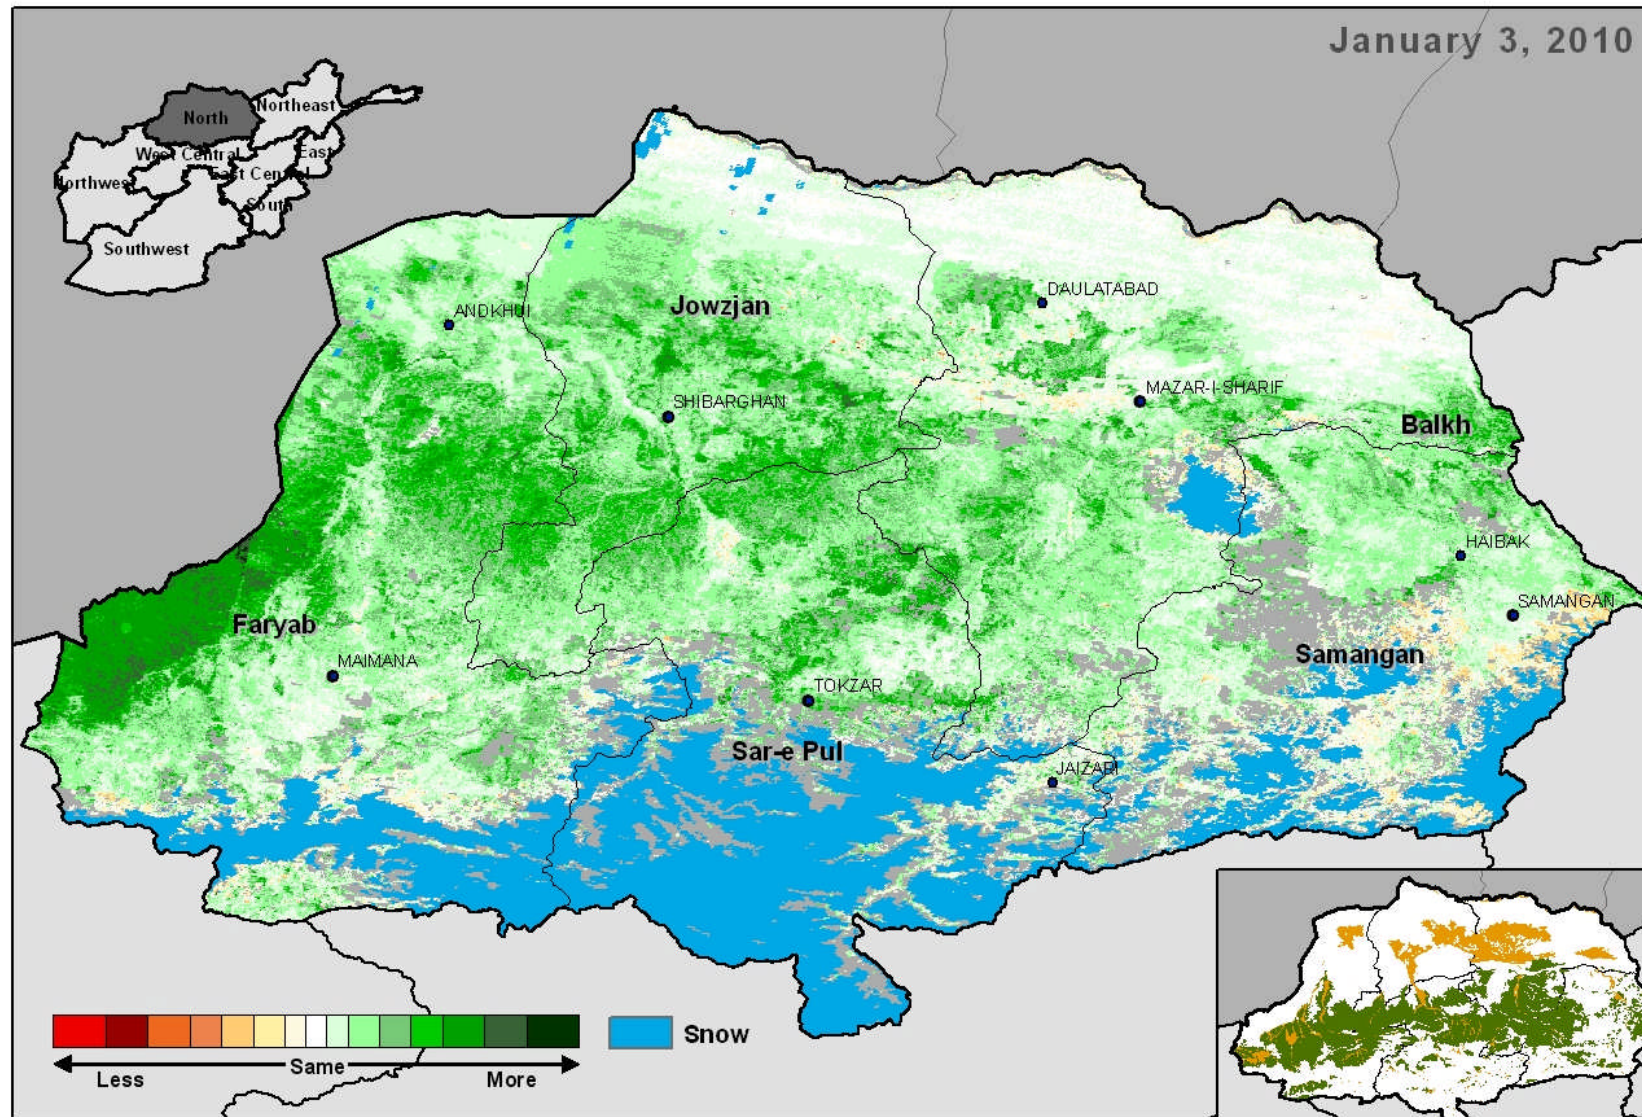 January 3, 2010
Northeast
North
West Central
East
Northwest
East Central
South
Southwest
DAULATABAD
Jowzjan
ANDKHUI
MAZAR-I-SHARIF
SHIBARGHAN
Balkh
HAIBAK
SAMANGAN
Faryab
Samangan
MAIMANA
TOKZAR
Sar-e Pul
JAIZARI
Snow
Same
Less
More